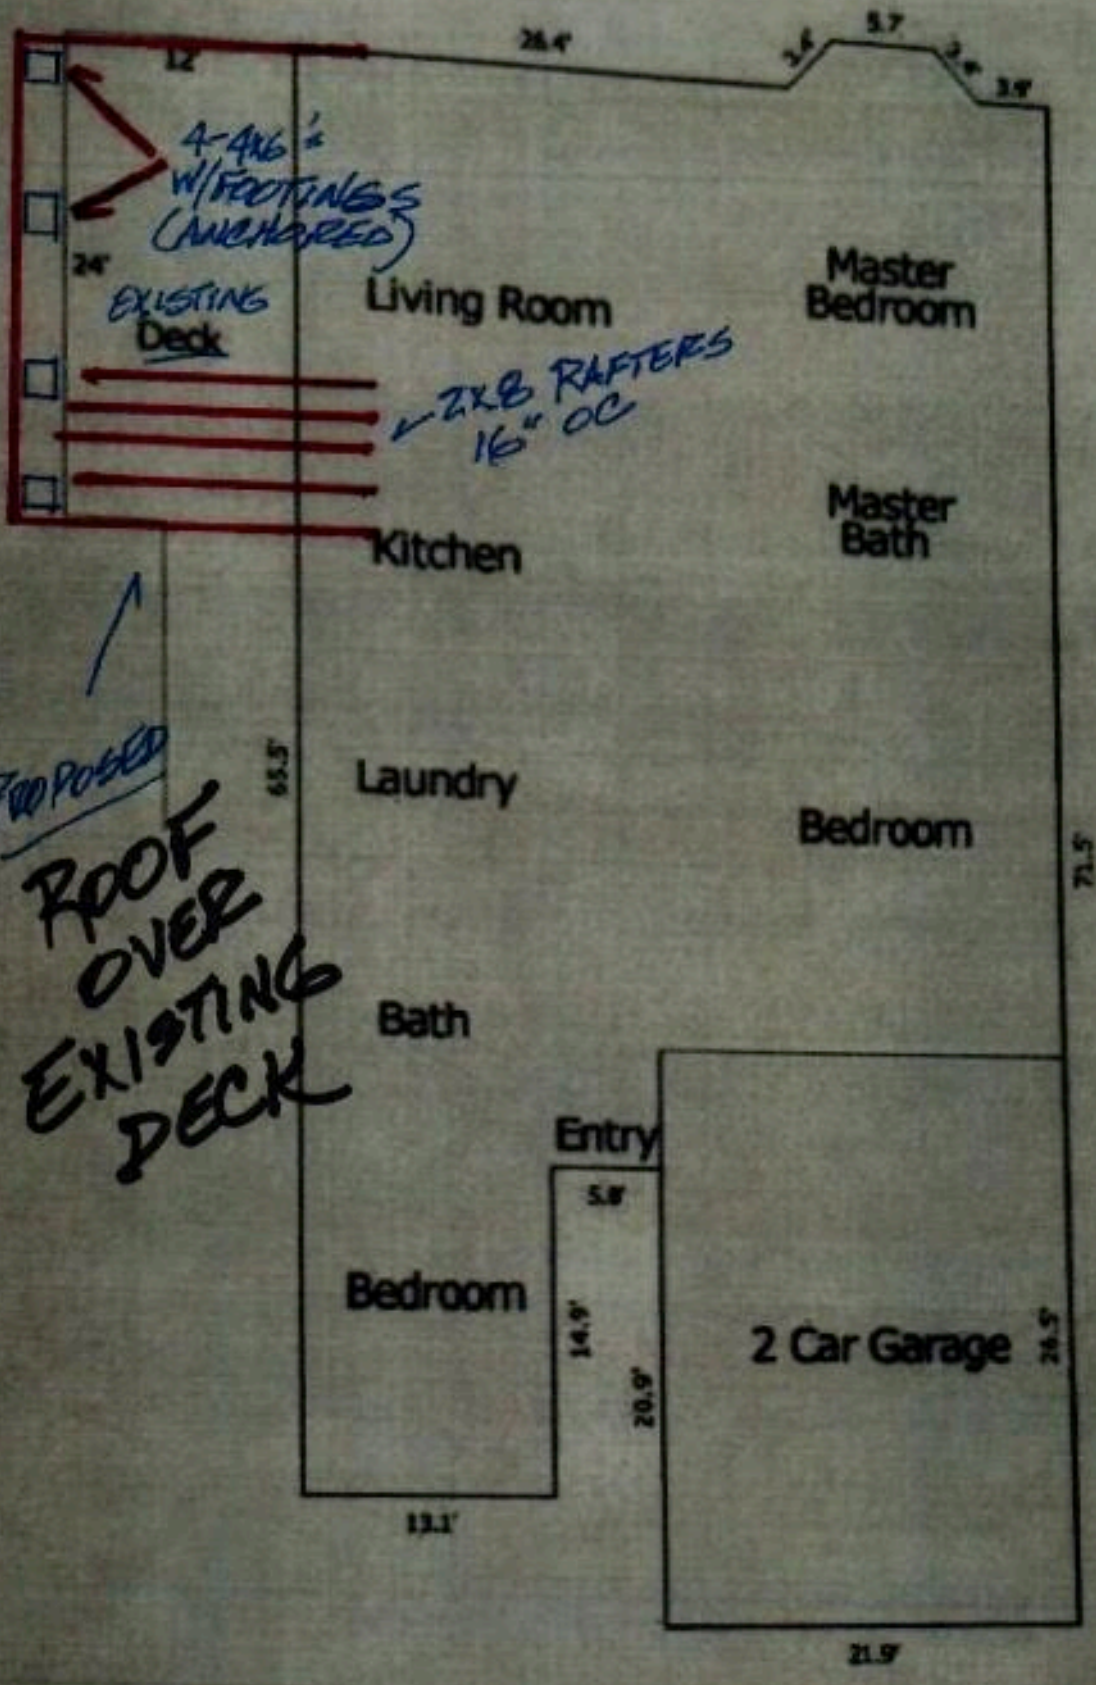 5.7'
26.4'
3.6'
3.9'
12'
4-4x6's
W/FOOTINGS
(ANCHORED)
24'
EXISTING
Deck
Living Room
Master
Bedroom
2x8 RAFTERS
16" OC
Kitchen
Master
Bath
PROPOSED
ROOF
OVER
EXISTING
DECK
65.5'
Laundry
Bedroom
71.5'
Bath
Entry
5.8'
Bedroom
14.9'
20.9'
2 Car Garage
26.5'
13.1'
21.9'